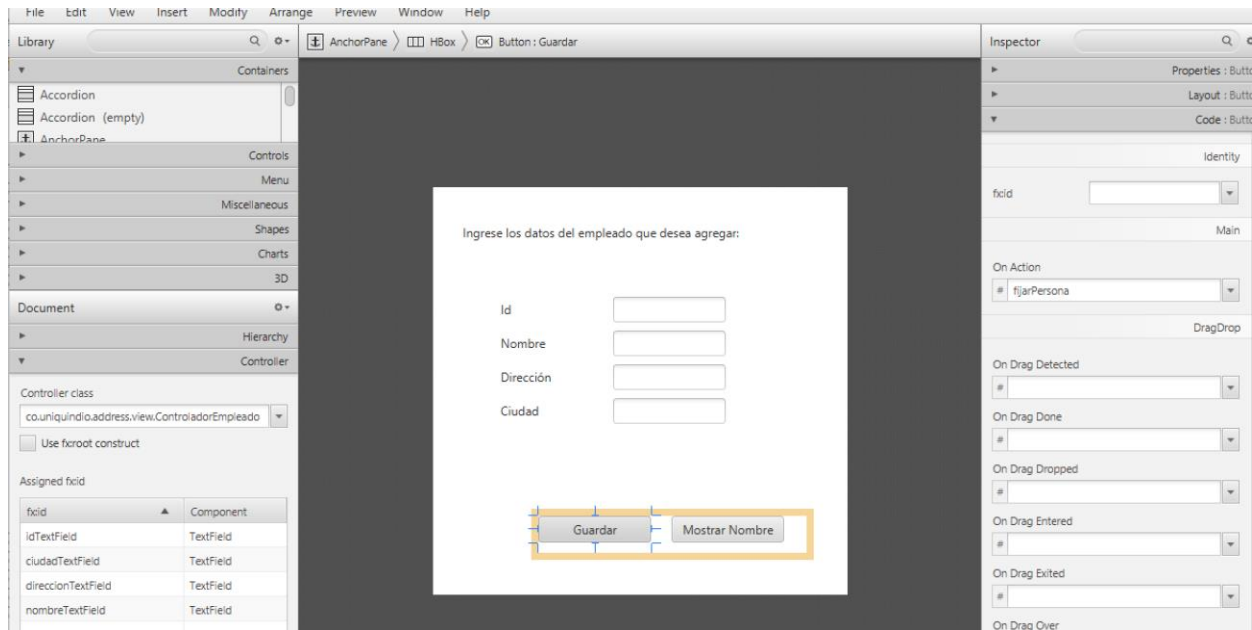 File Edit View Insert Modify Arrange Preview Window Help
Library
AnchorPane HBox Button : Guardar
Inspector
Containers
Accordion
Accordion (empty)
AnchorPane
Controls
Menu
Miscellaneous
Shapes
Charts
3D
Document
Hierarchy
Controller
Controller class
co.uniquindio.address.view.ControladorEmpleado
Use fx:root construct
Assigned fx:id
fx:id Component
idTextField TextField
ciudadTextField TextField
direccionTextField TextField
nombreTextField TextField
Ingrese los datos del empleado que desea agregar:
Id
Nombre
Dirección
Ciudad
Guardar Mostrar Nombre
Properties : Butto
Layout : Butto
Code : Butto
Identity
fx:id
Main
On Action
# fijarPersona
DragDrop
On Drag Detected
#
On Drag Done
#
On Drag Dropped
#
On Drag Entered
#
On Drag Exited
#
On Drag Over